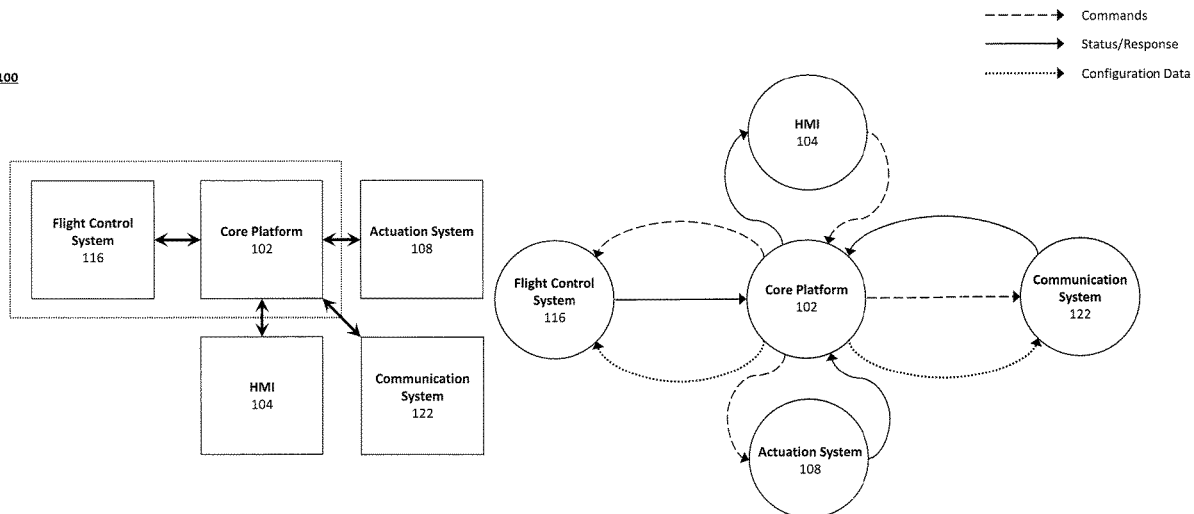 Commands
Status/Response
Configuration Data
100
Flight Control
System
116
Core Platform
102
Actuation System
108
HMI
104
Communication
System
122
HMI
104
Flight Control
System
116
Core Platform
102
Communication
System
122
Actuation System
108